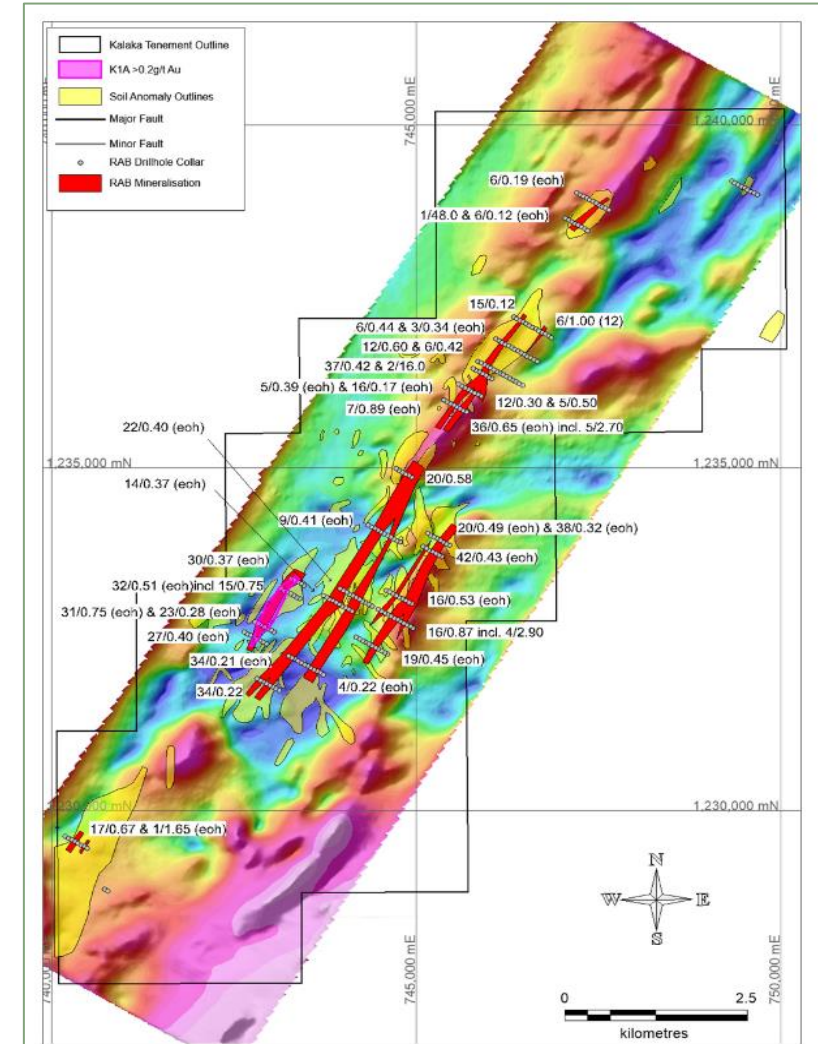 Kalaka Tenement Outline
K1A >0.2g/t Au
Soil Anomaly Outlines
Major Fault
Minor Fault
RAB Drillhole Collar
RAB Mineralisation
745,000 mE
1,240,000 mN
6/0.19 (eoh)
1/48.0 & 6/0.12 (eoh)
15/0.12
6/0.44 & 3/0.34 (eoh)
6/1.00 (12)
12/0.60 & 6/0.42
37/0.42 & 2/16.0
5/0.39 (eoh) & 16/0.17 (eoh)
12/0.30 & 5/0.50
7/0.89 (eoh)
36/0.65 (eoh) incl. 5/2.70
22/0.40 (eoh)
1,235,000 mN
1,235,000 mN
20/0.58
14/0.37 (eoh)
9/0.41 (eoh)
20/0.49 (eoh) & 38/0.32 (eoh)
42/0.43 (eoh)
30/0.37 (eoh)
32/0.51 (eoh)incl 15/0.75
16/0.53 (eoh)
31/0.75 (eoh) & 23/0.28 (eoh)
16/0.87 incl. 4/2.90
27/0.40 (eoh)
19/0.45 (eoh)
34/0.21 (eoh)
4/0.22 (eoh)
34/0.22
1,230,000 mN
1,230,000 mN
17/0.67 & 1/1.65 (eoh)
N
W E
S
740,000 mE
745,000 mE
750,000 mE
0 2.5
kilometres